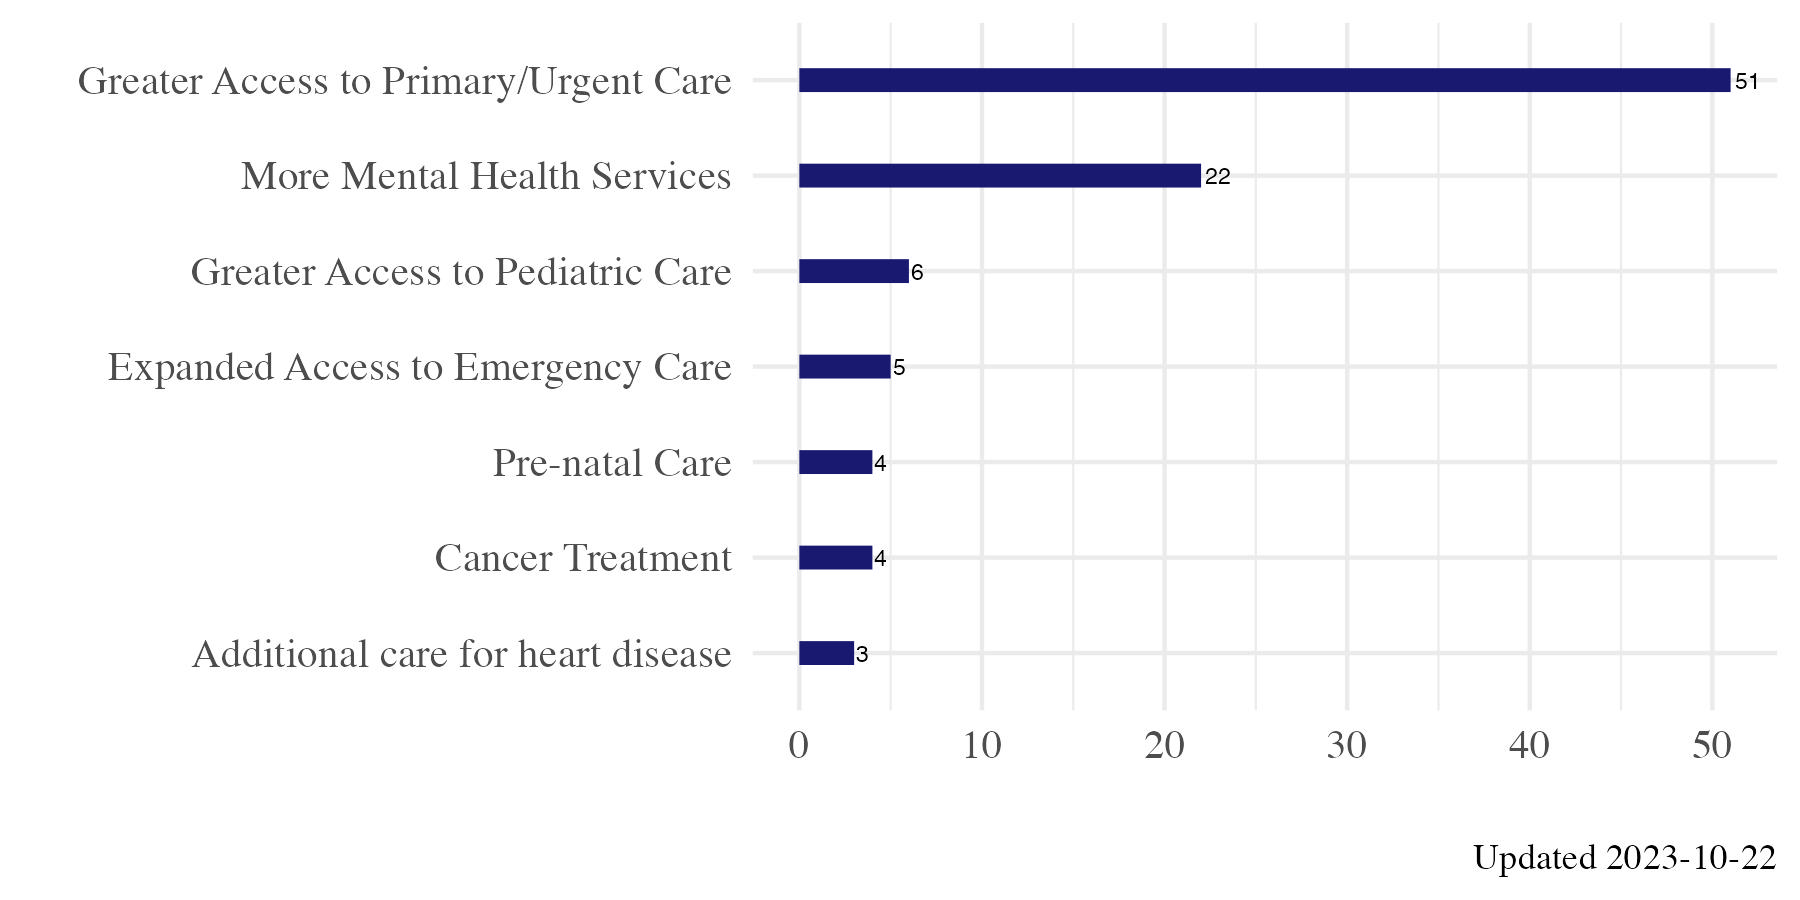 Greater Access to Primary/Urgent Care 51
More Mental Health Services 22
Greater Access to Pediatric Care 6
Expanded Access to Emergency Care 5
Pre-natal Care 4
Cancer Treatment 4
Additional care for heart disease 3
0 10 20 30 40 50
Updated 2023-10-22